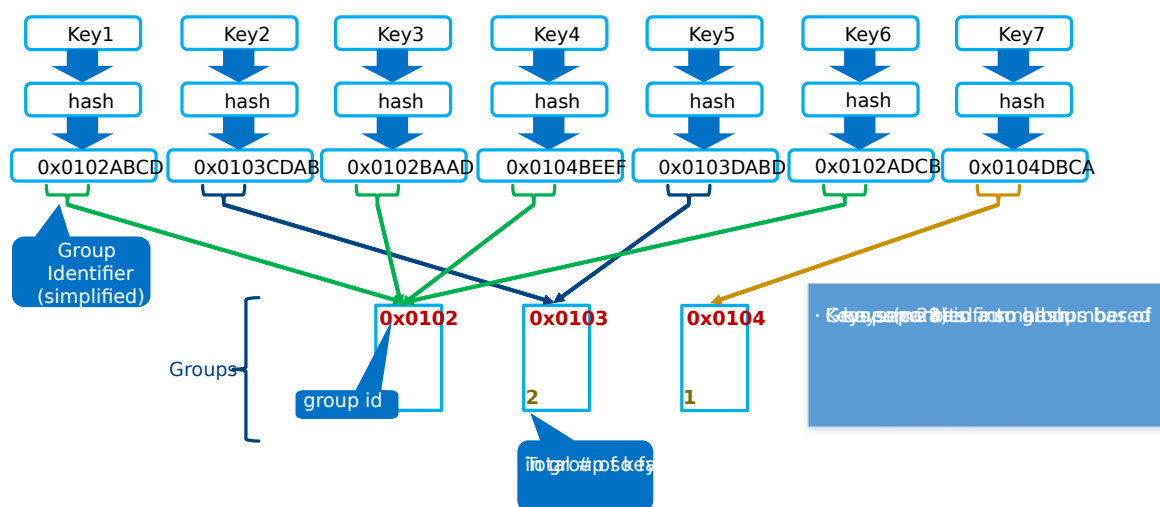 Key1
Key2
Key3
Key4
Key5
Key6
Key7
hash
hash
hash
hash
hash
hash
hash
0x0102ABCD
0x0103CDAB
0x0102BAAD
0x0104BEEF
0x0103DABD
0x0102ADCB
0x0104DBCA
Group
Identifier
(simplified)
0x0102
0x0103
0x0104
Groups
group id
2
1